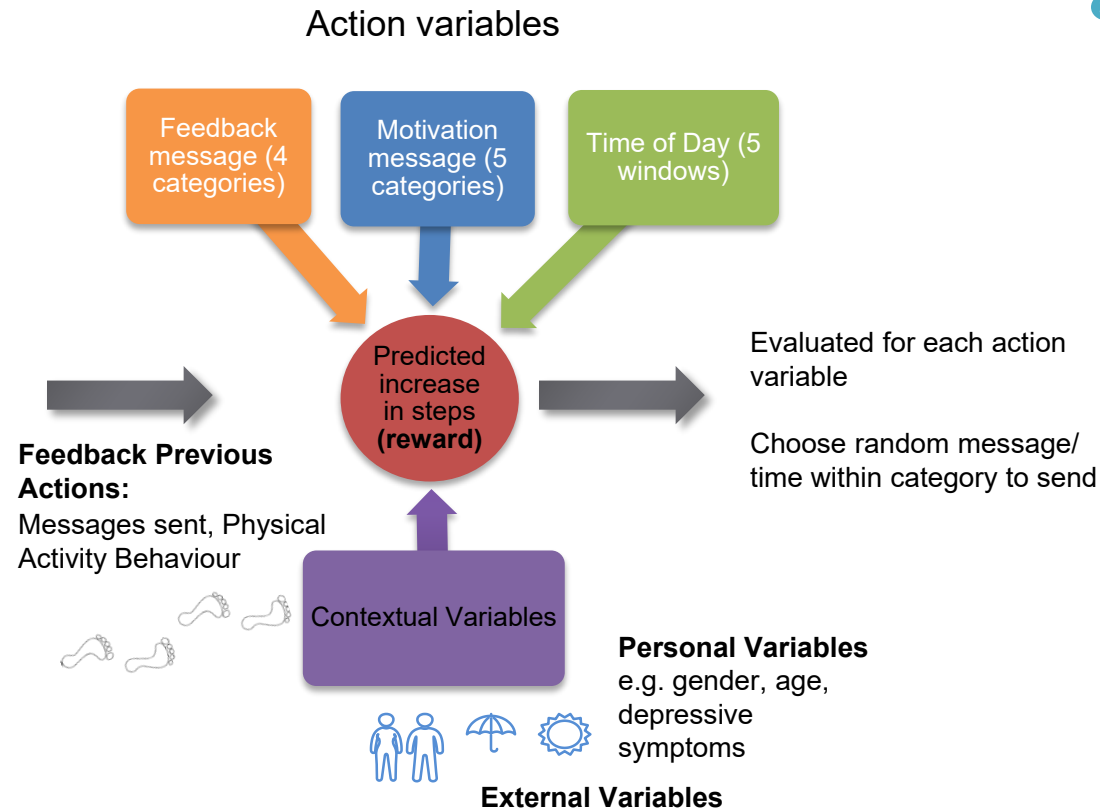 Action variables
Feedback
message (4
categories)
Motivation
message (5
categories)
Time of Day (5
windows)
Predicted
increase
in steps
(reward)
Evaluated for each action
variable
Choose random message/
time within category to send
Feedback Previous
Actions:
Messages sent, Physical
Activity Behaviour
Contextual Variables
Personal Variables
e.g. gender, age,
depressive
symptoms
External Variables